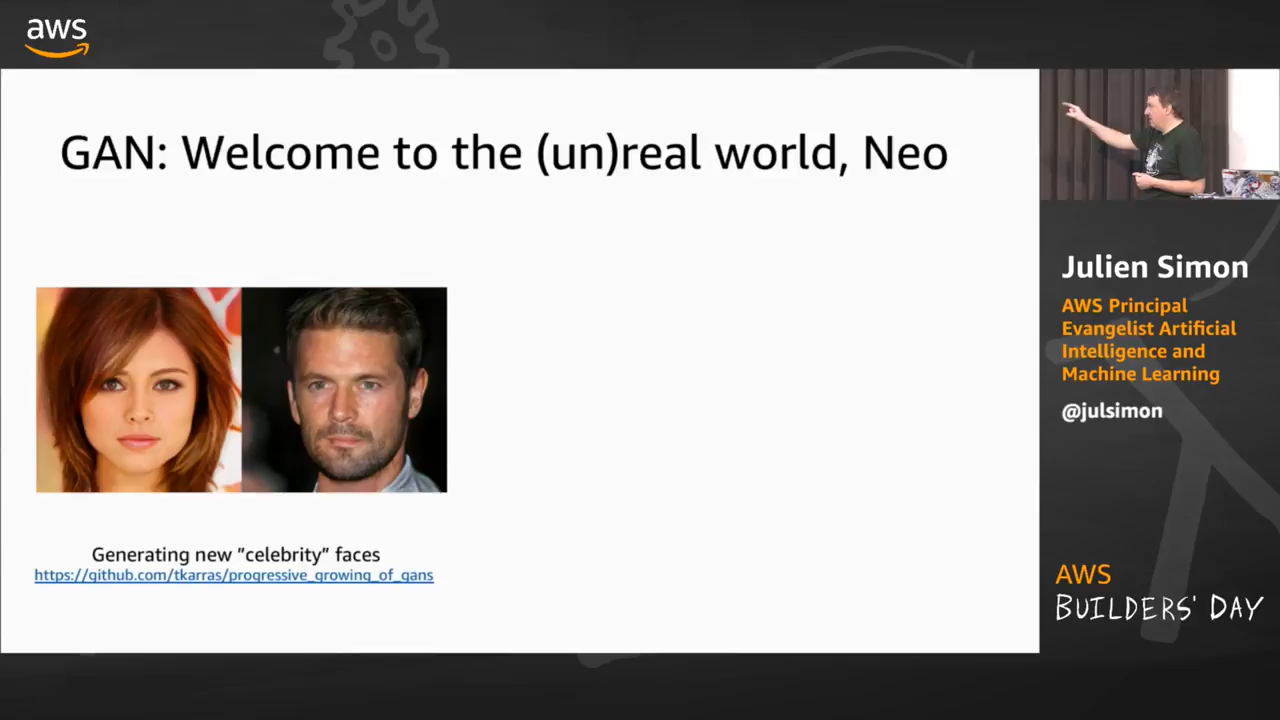 aws
GAN: Welcome to the (un)real world, Neo
Generating new "celebrity" faces
https://github.com/tkarras/progressive_growing_of_gans
Julien Simon
AWS Principal
Evangelist Artificial
Intelligence and
Machine Learning
@julsimon
AWS
BUILDERS' DAY